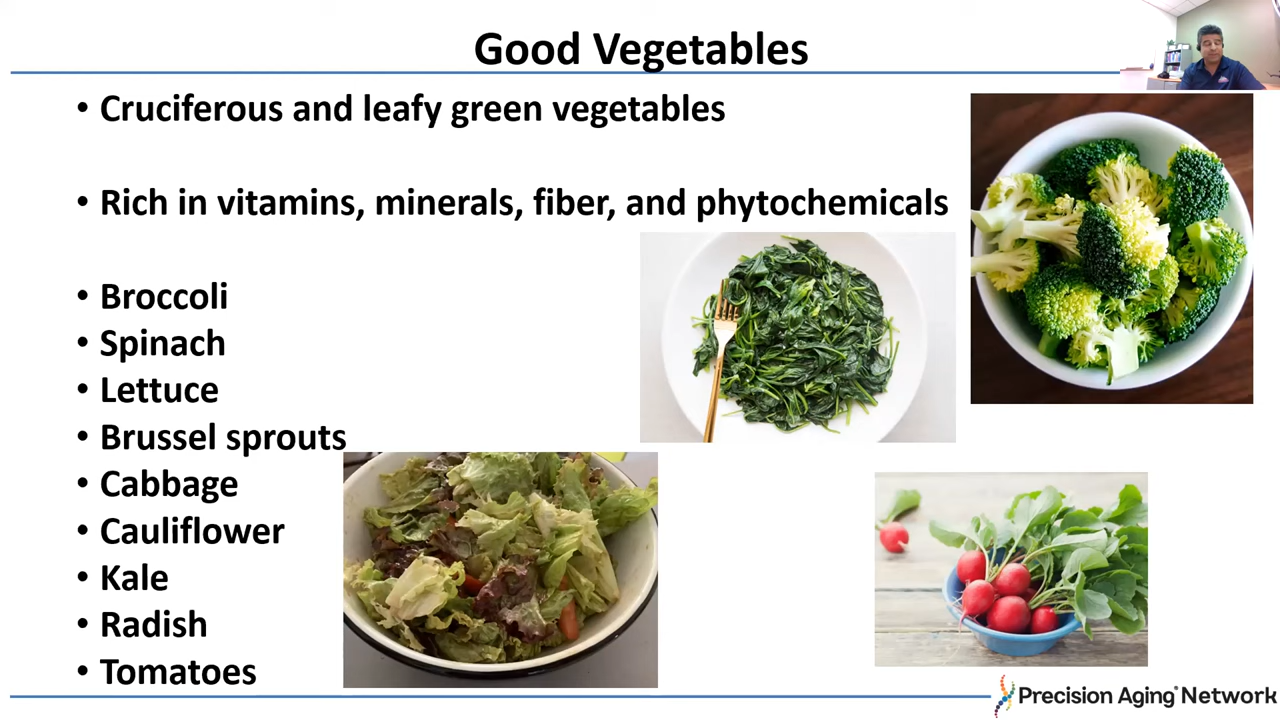 Good Vegetables
• Cruciferous and leafy green vegetables
• Rich in vitamins, minerals, fiber, and phytochemicals
• Broccoli
• Spinach
• Lettuce
• Brussel sprouts
• Cabbage
• Cauliflower
• Kale
• Radish
• Tomatoes
Precision Aging Network